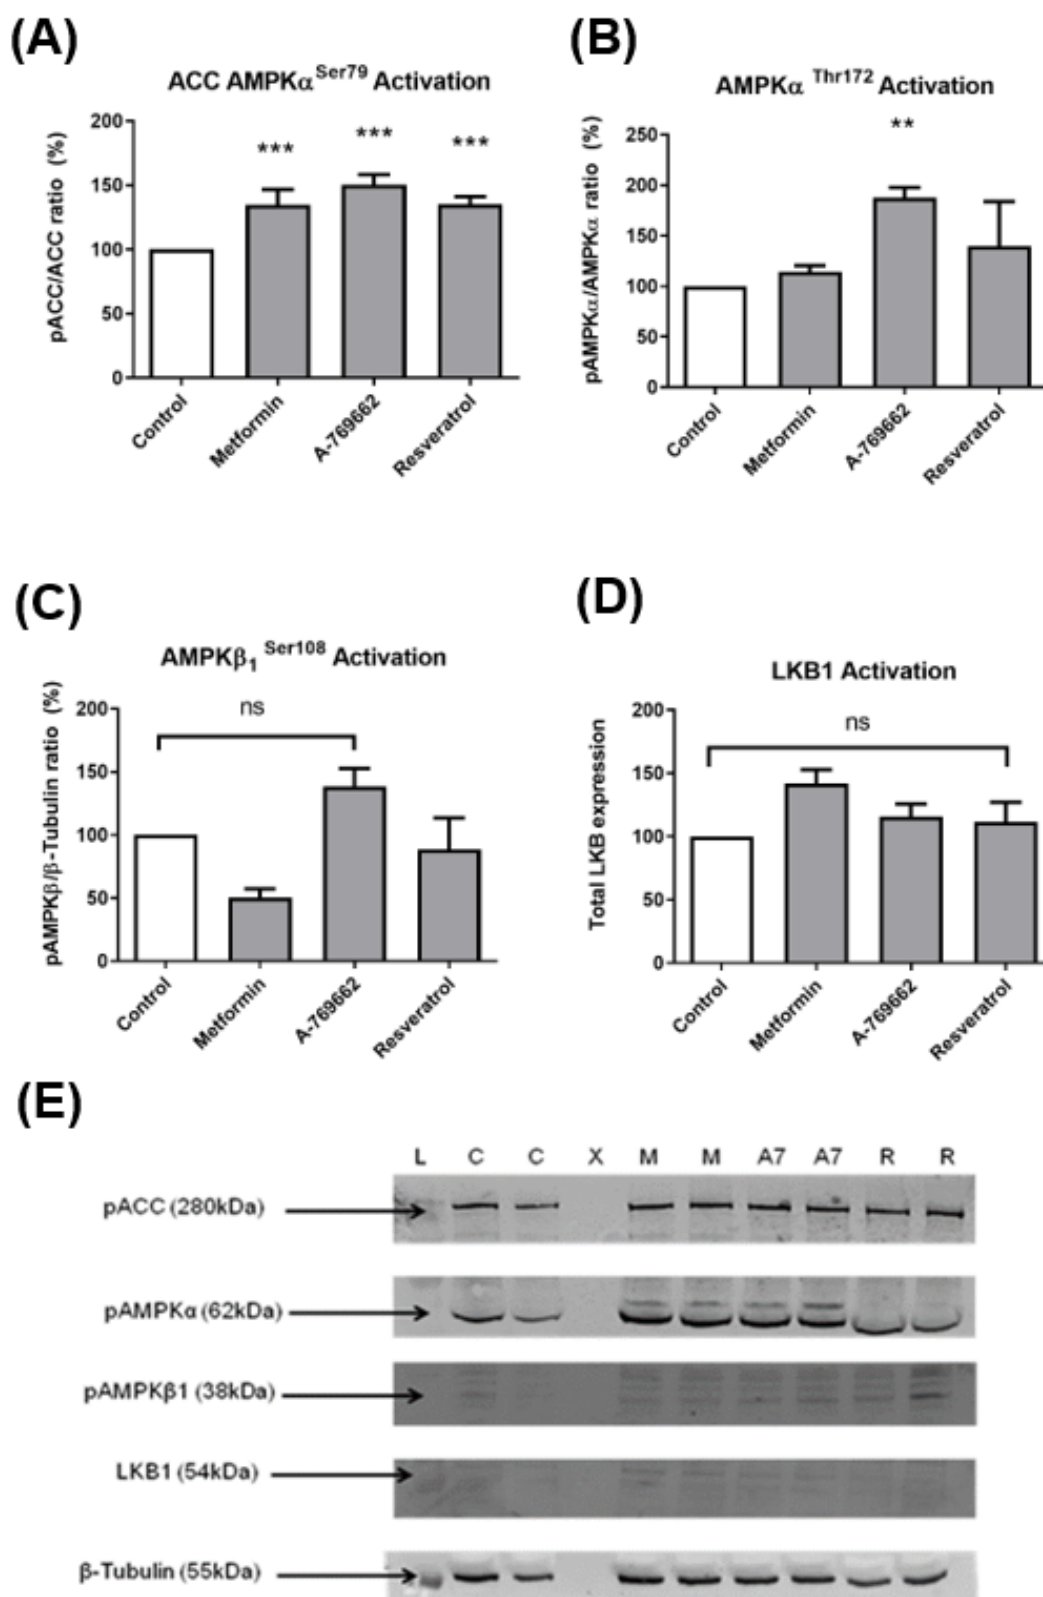 (A)
ACC AMPKα Ser79 Activation
pACC/ACC ratio (%)
200
150
100
50
0
***
***
***
Control
Metformin
A-769662
Resveratrol
(B)
AMPKα Thr172 Activation
pAMPKα/AMPKα ratio (%)
250
200
150
100
50
0
**
Control
Metformin
A-769662
Resveratrol
(C)
AMPKβ1 Ser108 Activation
pAMPKβ/β-Tubulin ratio (%)
200
150
100
50
0
ns
Control
Metformin
A-769662
Resveratrol
(D)
LKB1 Activation
Total LKB expression
200
150
100
50
0
ns
Control
Metformin
A-769662
Resveratrol
(E)
L C C X M M A7 A7 R R
pACC (280kDa)
pAMPKα (62kDa)
pAMPKβ1 (38kDa)
LKB1 (54kDa)
β-Tubulin (55kDa)